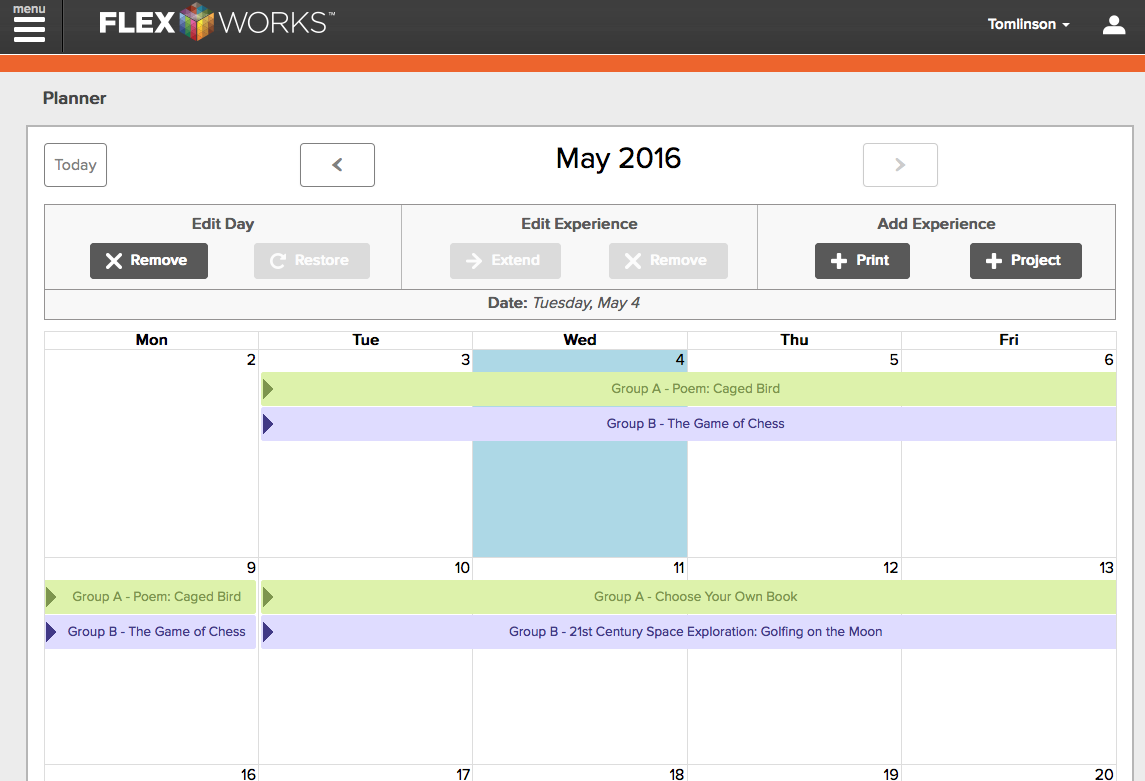 menu
FLEXWORKS™
Tomlinson
Planner
Today
May 2016
Edit Day
Edit Experience
Add Experience
Remove
Restore
Extend
Remove
Print
Project
Date: Tuesday, May 4
Mon Tue Wed Thu Fri
2 3 4 5 6
Group A - Poem: Caged Bird
Group B - The Game of Chess
9 10 11 12 13
Group A - Poem: Caged Bird
Group A - Choose Your Own Book
Group B - The Game of Chess
Group B - 21st Century Space Exploration: Golfing on the Moon
16 17 18 19 20